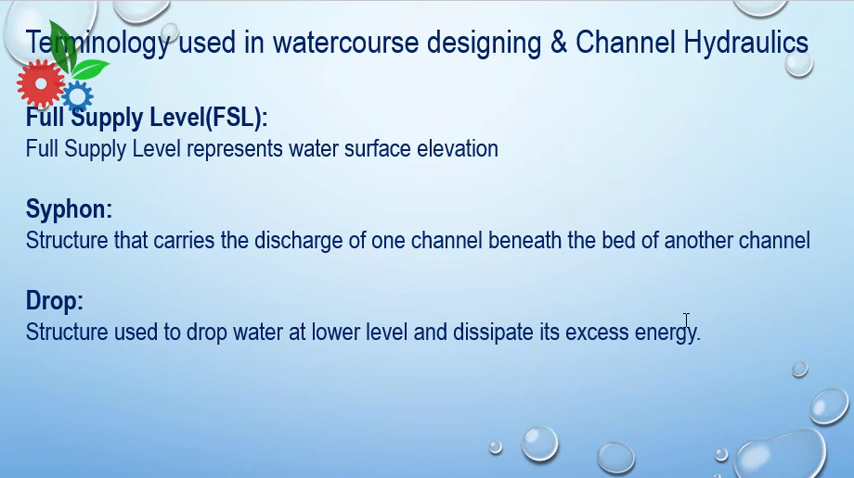 Terminology used in watercourse designing & Channel Hydraulics
Full Supply Level(FSL):
Full Supply Level represents water surface elevation
Syphon:
Structure that carries the discharge of one channel beneath the bed of another channel
Drop:
Structure used to drop water at lower level and dissipate its excess energy.